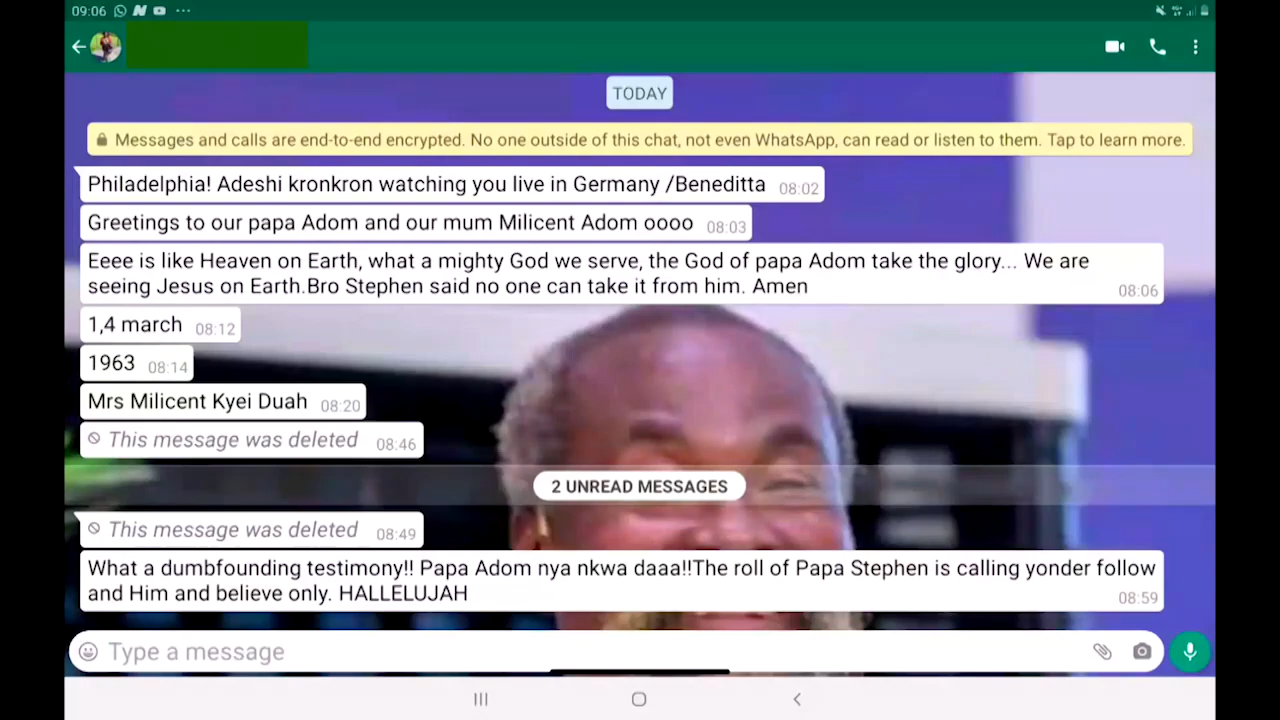 09:06
TODAY
Messages and calls are end-to-end encrypted. No one outside of this chat, not even WhatsApp, can read or listen to them. Tap to learn more.
Philadelphia! Adeshi kronkron watching you live in Germany /Beneditta 08:02
Greetings to our papa Adom and our mum Milicent Adom oooo 08:03
Eeee is like Heaven on Earth, what a mighty God we serve, the God of papa Adom take the glory... We are
seeing Jesus on Earth.Bro Stephen said no one can take it from him. Amen 08:06
1,4 march 08:12
1963 08:14
Mrs Milicent Kyei Duah 08:20
This message was deleted 08:46
2 UNREAD MESSAGES
This message was deleted 08:49
What a dumbfounding testimony!! Papa Adom nya nkwa daaa!!The roll of Papa Stephen is calling yonder follow
and Him and believe only. HALLELUJAH 08:59
Type a message